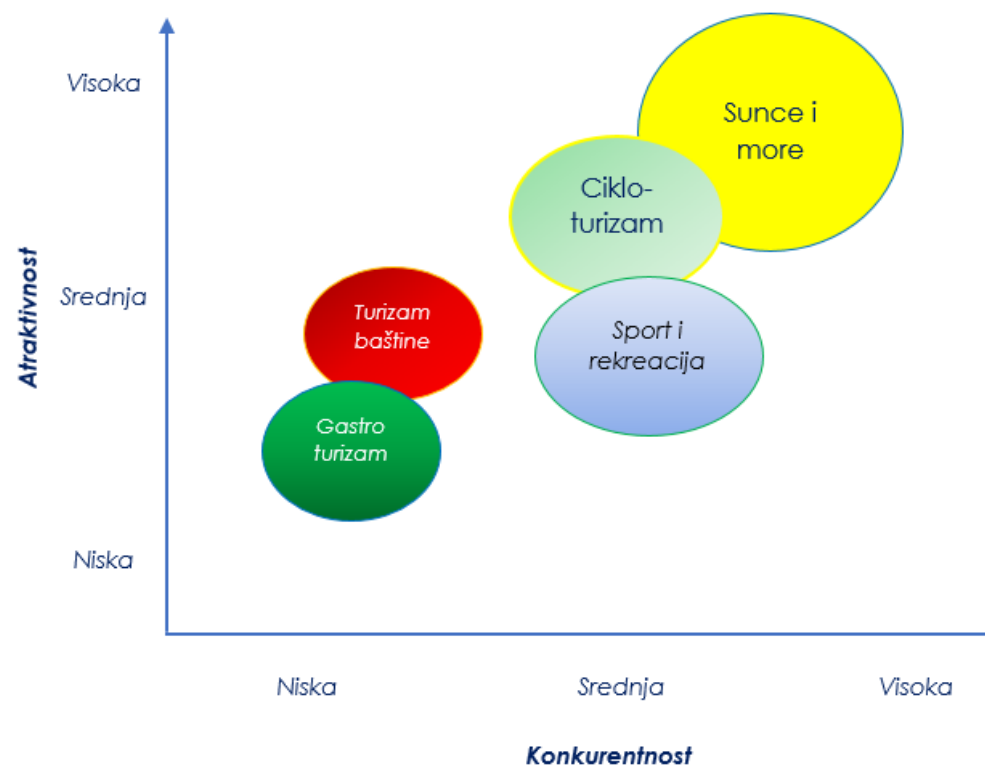 Visoka
Sunce i
more
Ciklo-
turizam
Atraktivnost
Srednja
Turizam
baštine
Sport i
rekreacija
Gastro
turizam
Niska
Niska
Srednja
Visoka
Konkurentnost